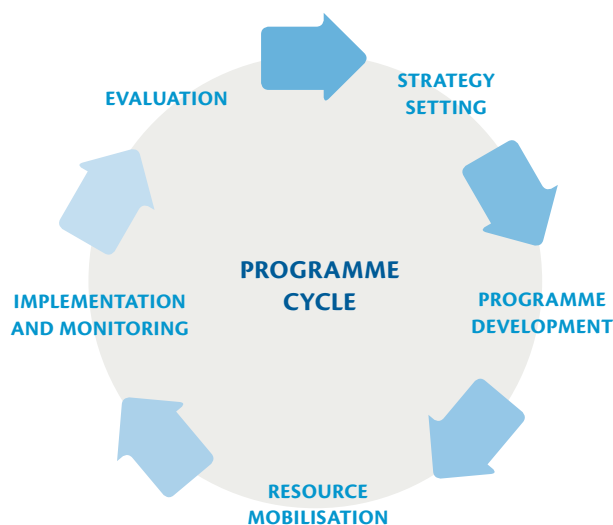 EVALUATION
STRATEGY
SETTING
PROGRAMME
CYCLE
IMPLEMENTATION
AND MONITORING
PROGRAMME
DEVELOPMENT
RESOURCE
MOBILISATION